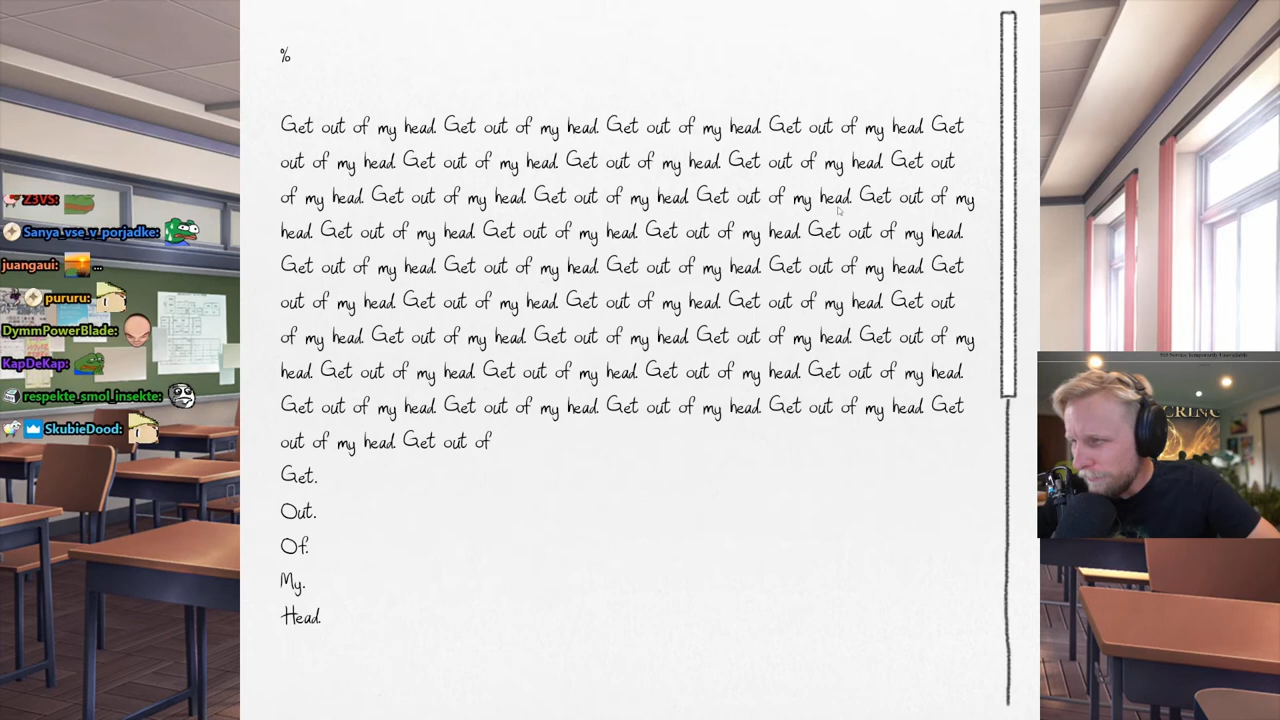 %
Get out of my head. Get out of my head. Get out of my head. Get out of my head. Get
out of my head. Get out of my head. Get out of my head. Get out of my head. Get out
of my head. Get out of my head. Get out of my head. Get out of my head. Get out of my
head. Get out of my head. Get out of my head. Get out of my head. Get out of my head.
Get out of my head. Get out of my head. Get out of my head. Get out of my head. Get
out of my head. Get out of my head. Get out of my head. Get out of my head. Get out
of my head. Get out of my head. Get out of my head. Get out of my head. Get out of my
head. Get out of my head. Get out of my head. Get out of my head. Get out of my head.
Get out of my head. Get out of my head. Get out of my head. Get out of my head. Get
out of my head. Get out of
Get.
Out.
Of.
My.
Head.
Z3VS:
Sanya_vse_v_porjadke:
juangaui: ...
pururu:
DymmPowerBlade:
KapDeKap:
respekte_smol_insekte:
SkubieDood: